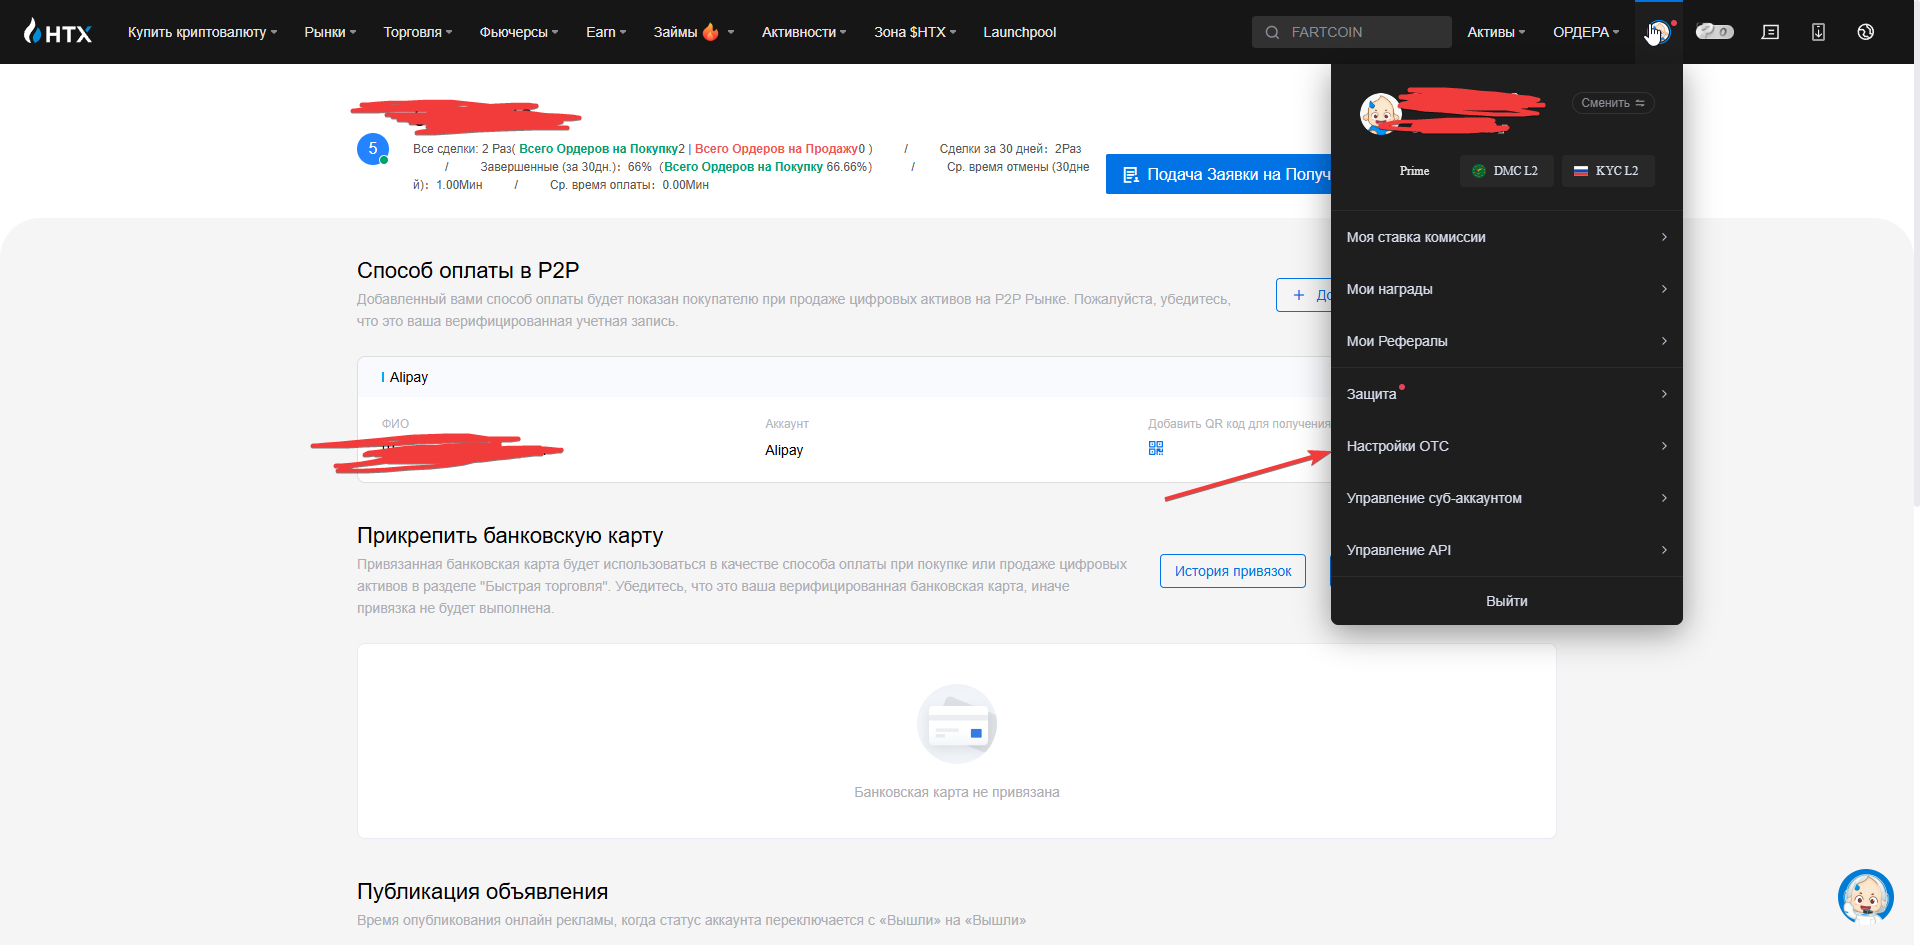 HTX Купить криптовалюту Рынки Торговля Фьючерсы Earn Займы Активности Зона $HTX Launchpool FARTCOIN Активы ОРДЕРА 0
Сменить
5
Все сделки: 2 Раз( Всего Ордеров на Покупку2 | Всего Ордеров на Продажу0 ) / Сделки за 30 дней: 2Раз
/ Завершенные (за 30дн.): 66% (Всего Ордеров на Покупку 66.66%) / Ср. время отмены (30дне
й): 1.00Мин / Ср. время оплаты: 0.00Мин
Подача Заявки на Получ
Prime DMC L2 KYC L2
Моя ставка комиссии
Мои награды
Мои Рефералы
Защита
Настройки OTC
Управление суб-аккаунтом
Управление API
Выйти
Способ оплаты в P2P
Добавленный вами способ оплаты будет показан покупателю при продаже цифровых активов на P2P Рынке. Пожалуйста, убедитесь,
что это ваша верифицированная учетная запись.
+ До
Alipay
ФИО Аккаунт Добавить QR код для получения
Alipay
Прикрепить банковскую карту
Привязанная банковская карта будет использоваться в качестве способа оплаты при покупке или продаже цифровых
активов в разделе "Быстрая торговля". Убедитесь, что это ваша верифицированная банковская карта, иначе
привязка не будет выполнена.
История привязок
Банковская карта не привязана
Публикация объявления
Время опубликования онлайн рекламы, когда статус аккаунта переключается с «Вышли» на «Вышли»